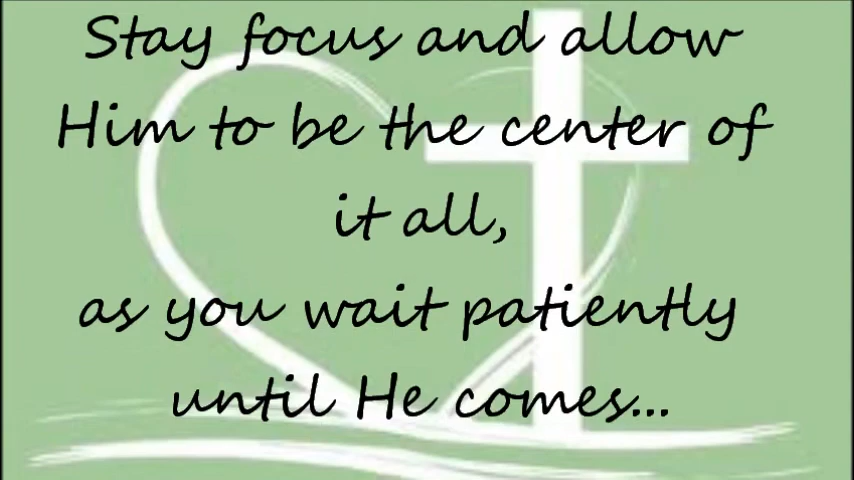 Stay focus and allow
Him to be the center of
it all,
as you wait patiently
until He comes...